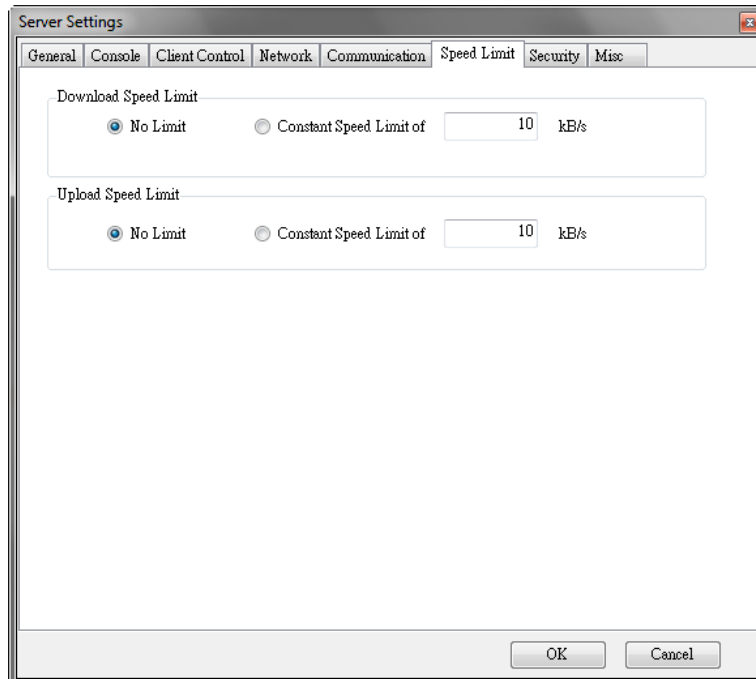 Server Settings
General Console Client Control Network Communication Speed Limit Security Misc
Download Speed Limit
No Limit Constant Speed Limit of 10 kB/s
Upload Speed Limit
No Limit Constant Speed Limit of 10 kB/s
OK Cancel